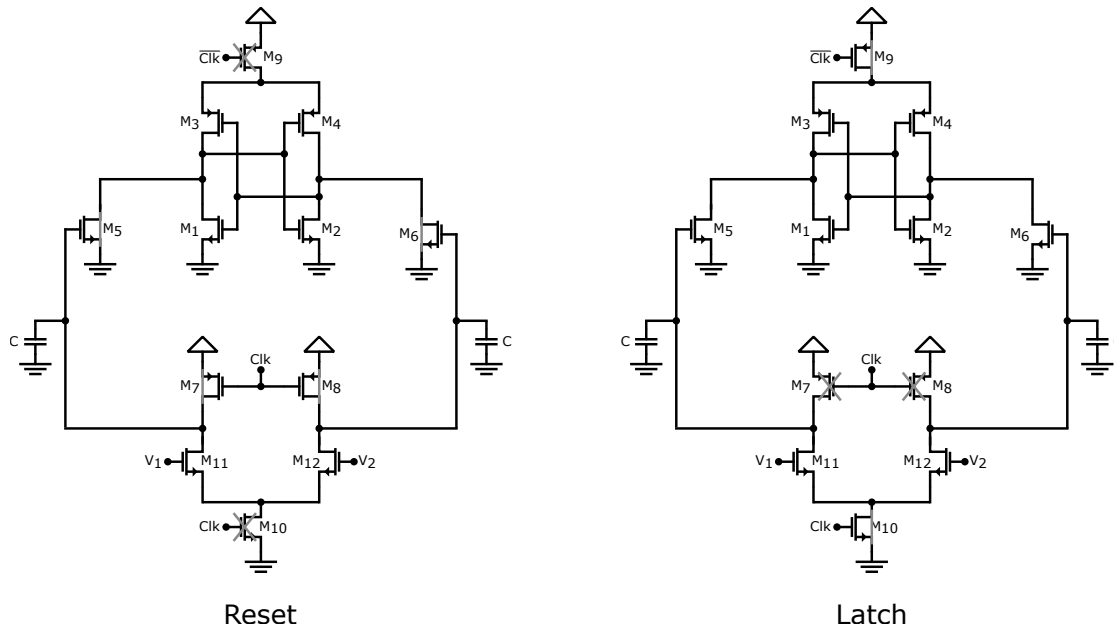 Clk M9
M3 M4
M5 M1 M2 M6
C C
Clk
M7 M8
V1 M11 M12 V2
Clk M10
Reset
Clk M9
M3 M4
M5 M1 M2 M6
C C
Clk
M7 M8
V1 M11 M12 V2
Clk M10
Latch